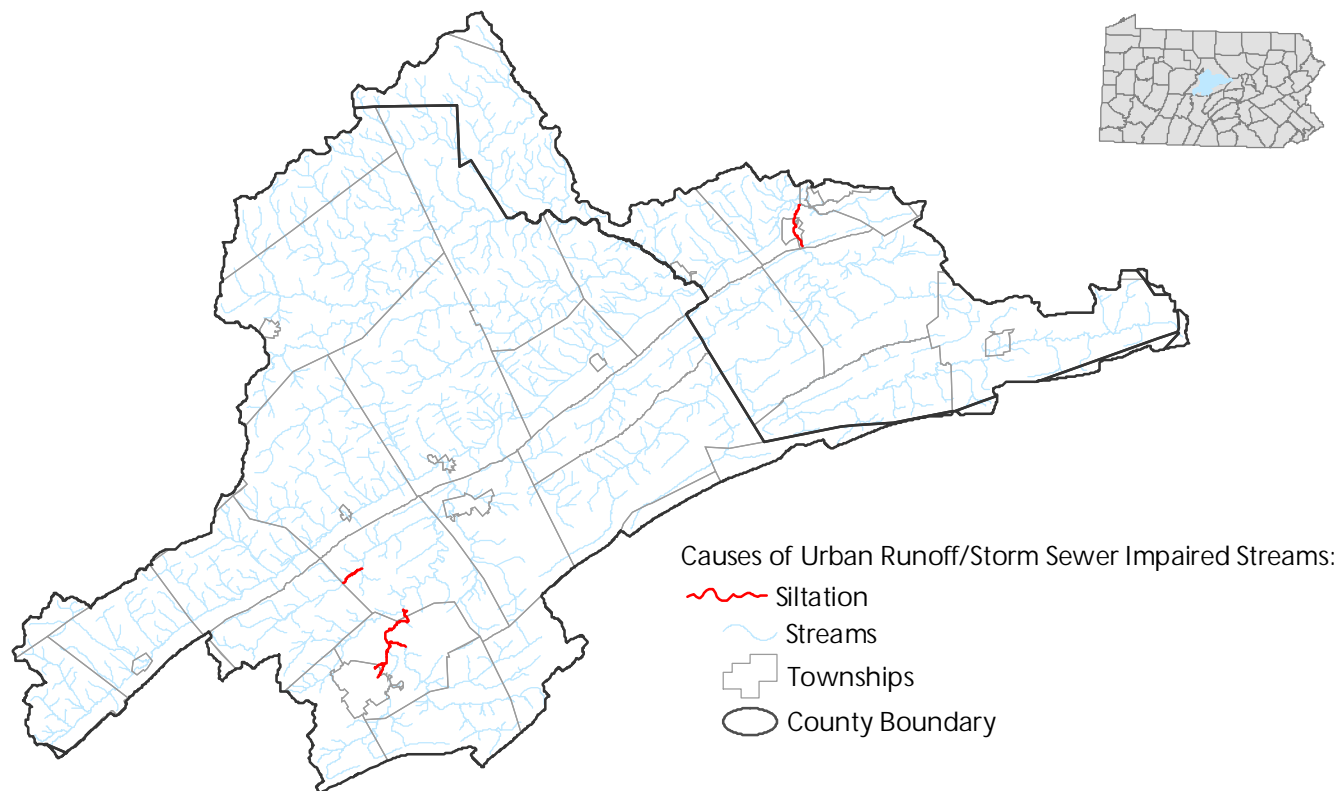 Causes of Urban Runoff/Storm Sewer Impaired Streams:
Siltation
Streams
Townships
County Boundary